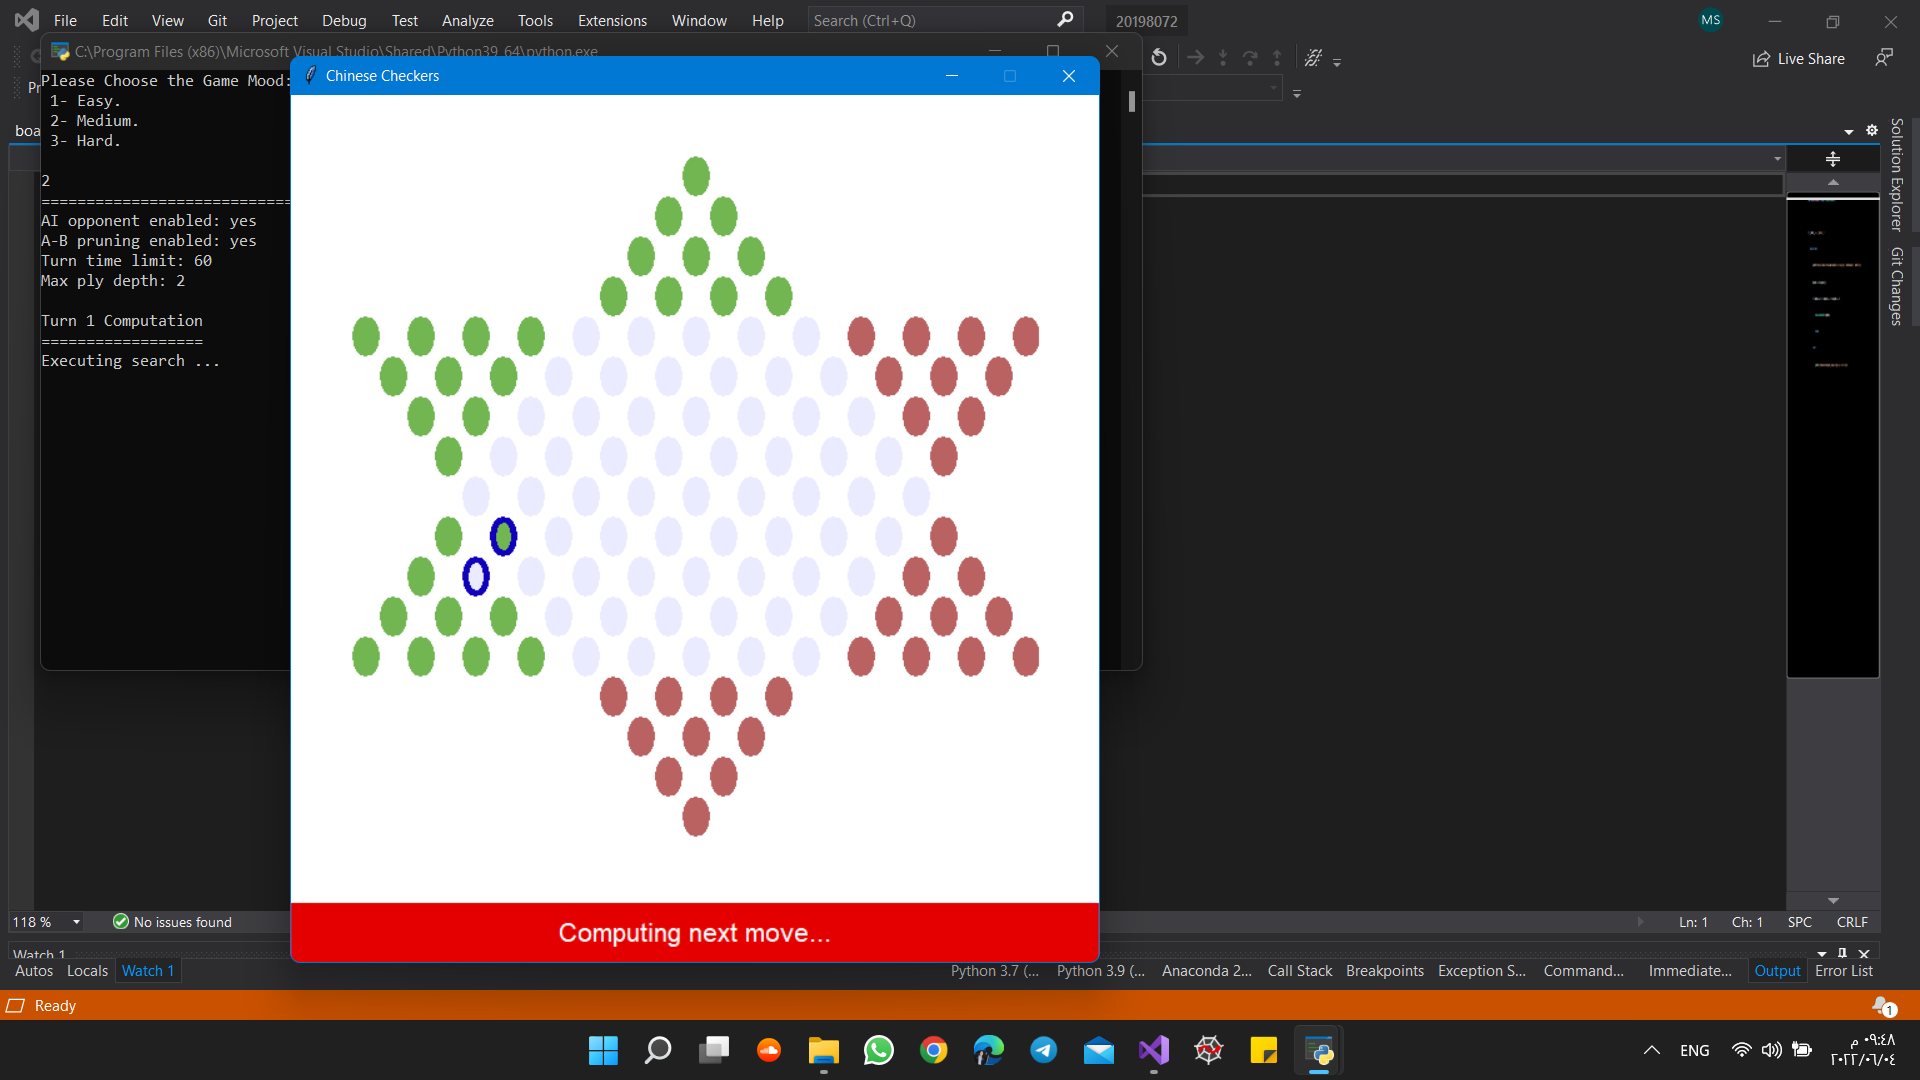 File Edit View Git Project Debug Test Analyze Tools Extensions Window Help Search (Ctrl+Q) 20198072 MS
C:\Program Files (x86)\Microsoft Visual Studio\Shared\Python39_64\python.exe
Live Share
Chinese Checkers
Please Choose the Game Mood:
1- Easy.
2- Medium.
3- Hard.
2
AI opponent enabled: yes
A-B pruning enabled: yes
Turn time limit: 60
Max ply depth: 2
Turn 1 Computation
==================
Executing search ...
Solution Explorer
Git Changes
Computing next move...
118 % No issues found Ln: 1 Ch: 1 SPC CRLF
Watch 1
Autos Locals Watch 1 Python 3.7 (... Python 3.9 (... Anaconda 2... Call Stack Breakpoints Exception S... Command... Immediate... Output Error List
Ready 1
ENG
٠٩:٤٨ م
٢٠٢٢/٠٦/٠٤